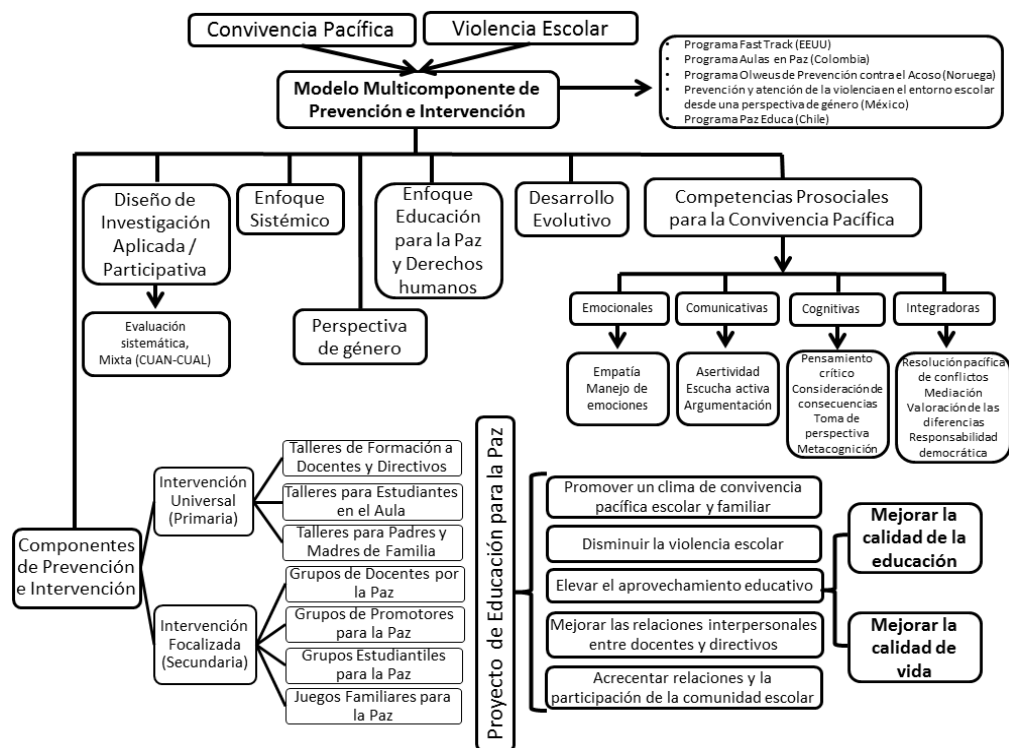 Convivencia Pacífica
Violencia Escolar
Modelo Multicomponente de
Prevención e Intervención
• Programa Fast Track (EEUU)
• Programa Aulas en Paz (Colombia)
• Programa Olweus de Prevención contra el Acoso (Noruega)
• Prevención y atención de la violencia en el entorno escolar
desde una perspectiva de género (México)
• Programa Paz Educa (Chile)
Diseño de
Investigación
Aplicada /
Participativa
Enfoque
Sistémico
Enfoque
Educación
para la Paz
y Derechos
humanos
Desarrollo
Evolutivo
Competencias Prosociales
para la Convivencia Pacífica
Evaluación
sistemática,
Mixta (CUAN-CUAL)
Perspectiva
de género
Emocionales
Comunicativas
Cognitivas
Integradoras
Empatía
Manejo de
emociones
Asertividad
Escucha activa
Argumentación
Pensamiento
crítico
Consideración de
consecuencias
Toma de
perspectiva
Metacognición
Resolución pacífica
de conflictos
Mediación
Valoración de las
diferencias
Responsabilidad
democrática
Componentes
de Prevención
e Intervención
Intervención
Universal
(Primaria)
Intervención
Focalizada
(Secundaria)
Talleres de Formación a
Docentes y Directivos
Talleres para Estudiantes
en el Aula
Talleres para Padres y
Madres de Familia
Grupos de Docentes por
la Paz
Grupos de Promotores
para la Paz
Grupos Estudiantiles
para la Paz
Juegos Familiares para
la Paz
Proyecto de Educación para la Paz
Promover un clima de convivencia
pacífica escolar y familiar
Disminuir la violencia escolar
Elevar el aprovechamiento educativo
Mejorar las relaciones interpersonales
entre docentes y directivos
Acrecentar relaciones y la
participación de la comunidad escolar
Mejorar la
calidad de la
educación
Mejorar la
calidad de
vida